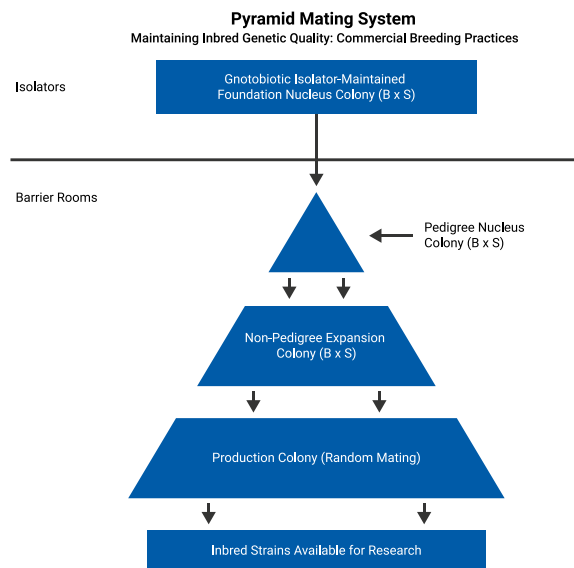 Pyramid Mating System
Maintaining Inbred Genetic Quality: Commercial Breeding Practices
Isolators
Gnotobiotic Isolator-Maintained
Foundation Nucleus Colony (B x S)
Barrier Rooms
Pedigree Nucleus
Colony (B x S)
Non-Pedigree Expansion
Colony (B x S)
Production Colony (Random Mating)
Inbred Strains Available for Research